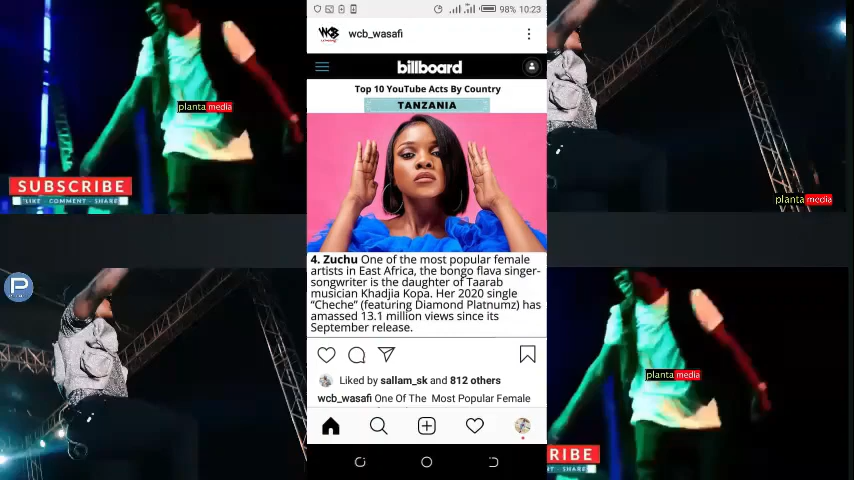 98% 10:23
WCB
wcb_wasafi
billboard
Top 10 YouTube Acts By Country
TANZANIA
4. Zuchu One of the most popular female
artists in East Africa, the bongo flava singer-
songwriter is the daughter of Taarab
musician Khadjia Kopa. Her 2020 single
“Cheche” (featuring Diamond Platnumz) has
amassed 13.1 million views since its
September release.
Liked by sallam_sk and 812 others
wcb_wasafi One Of The Most Popular Female
planta media
SUBSCRIBE
LIKE - COMMENT - SHARE
planta media
P
planta media
RIBE
T SHARE